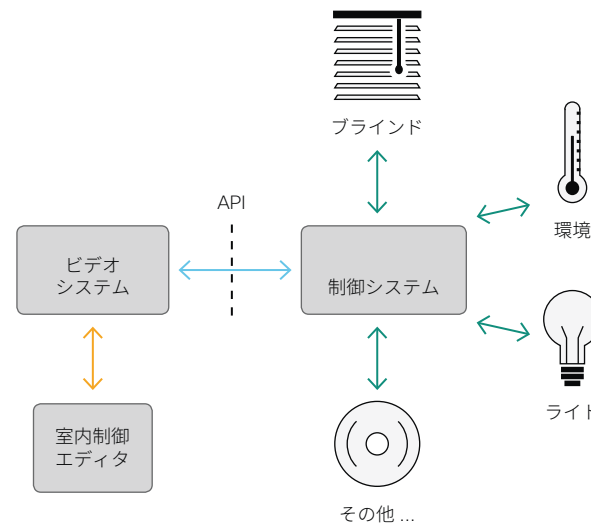 ブラインド
環境
API
ビデオ
システム
制御システム
ライト
室内制御
エディタ
その他 ...